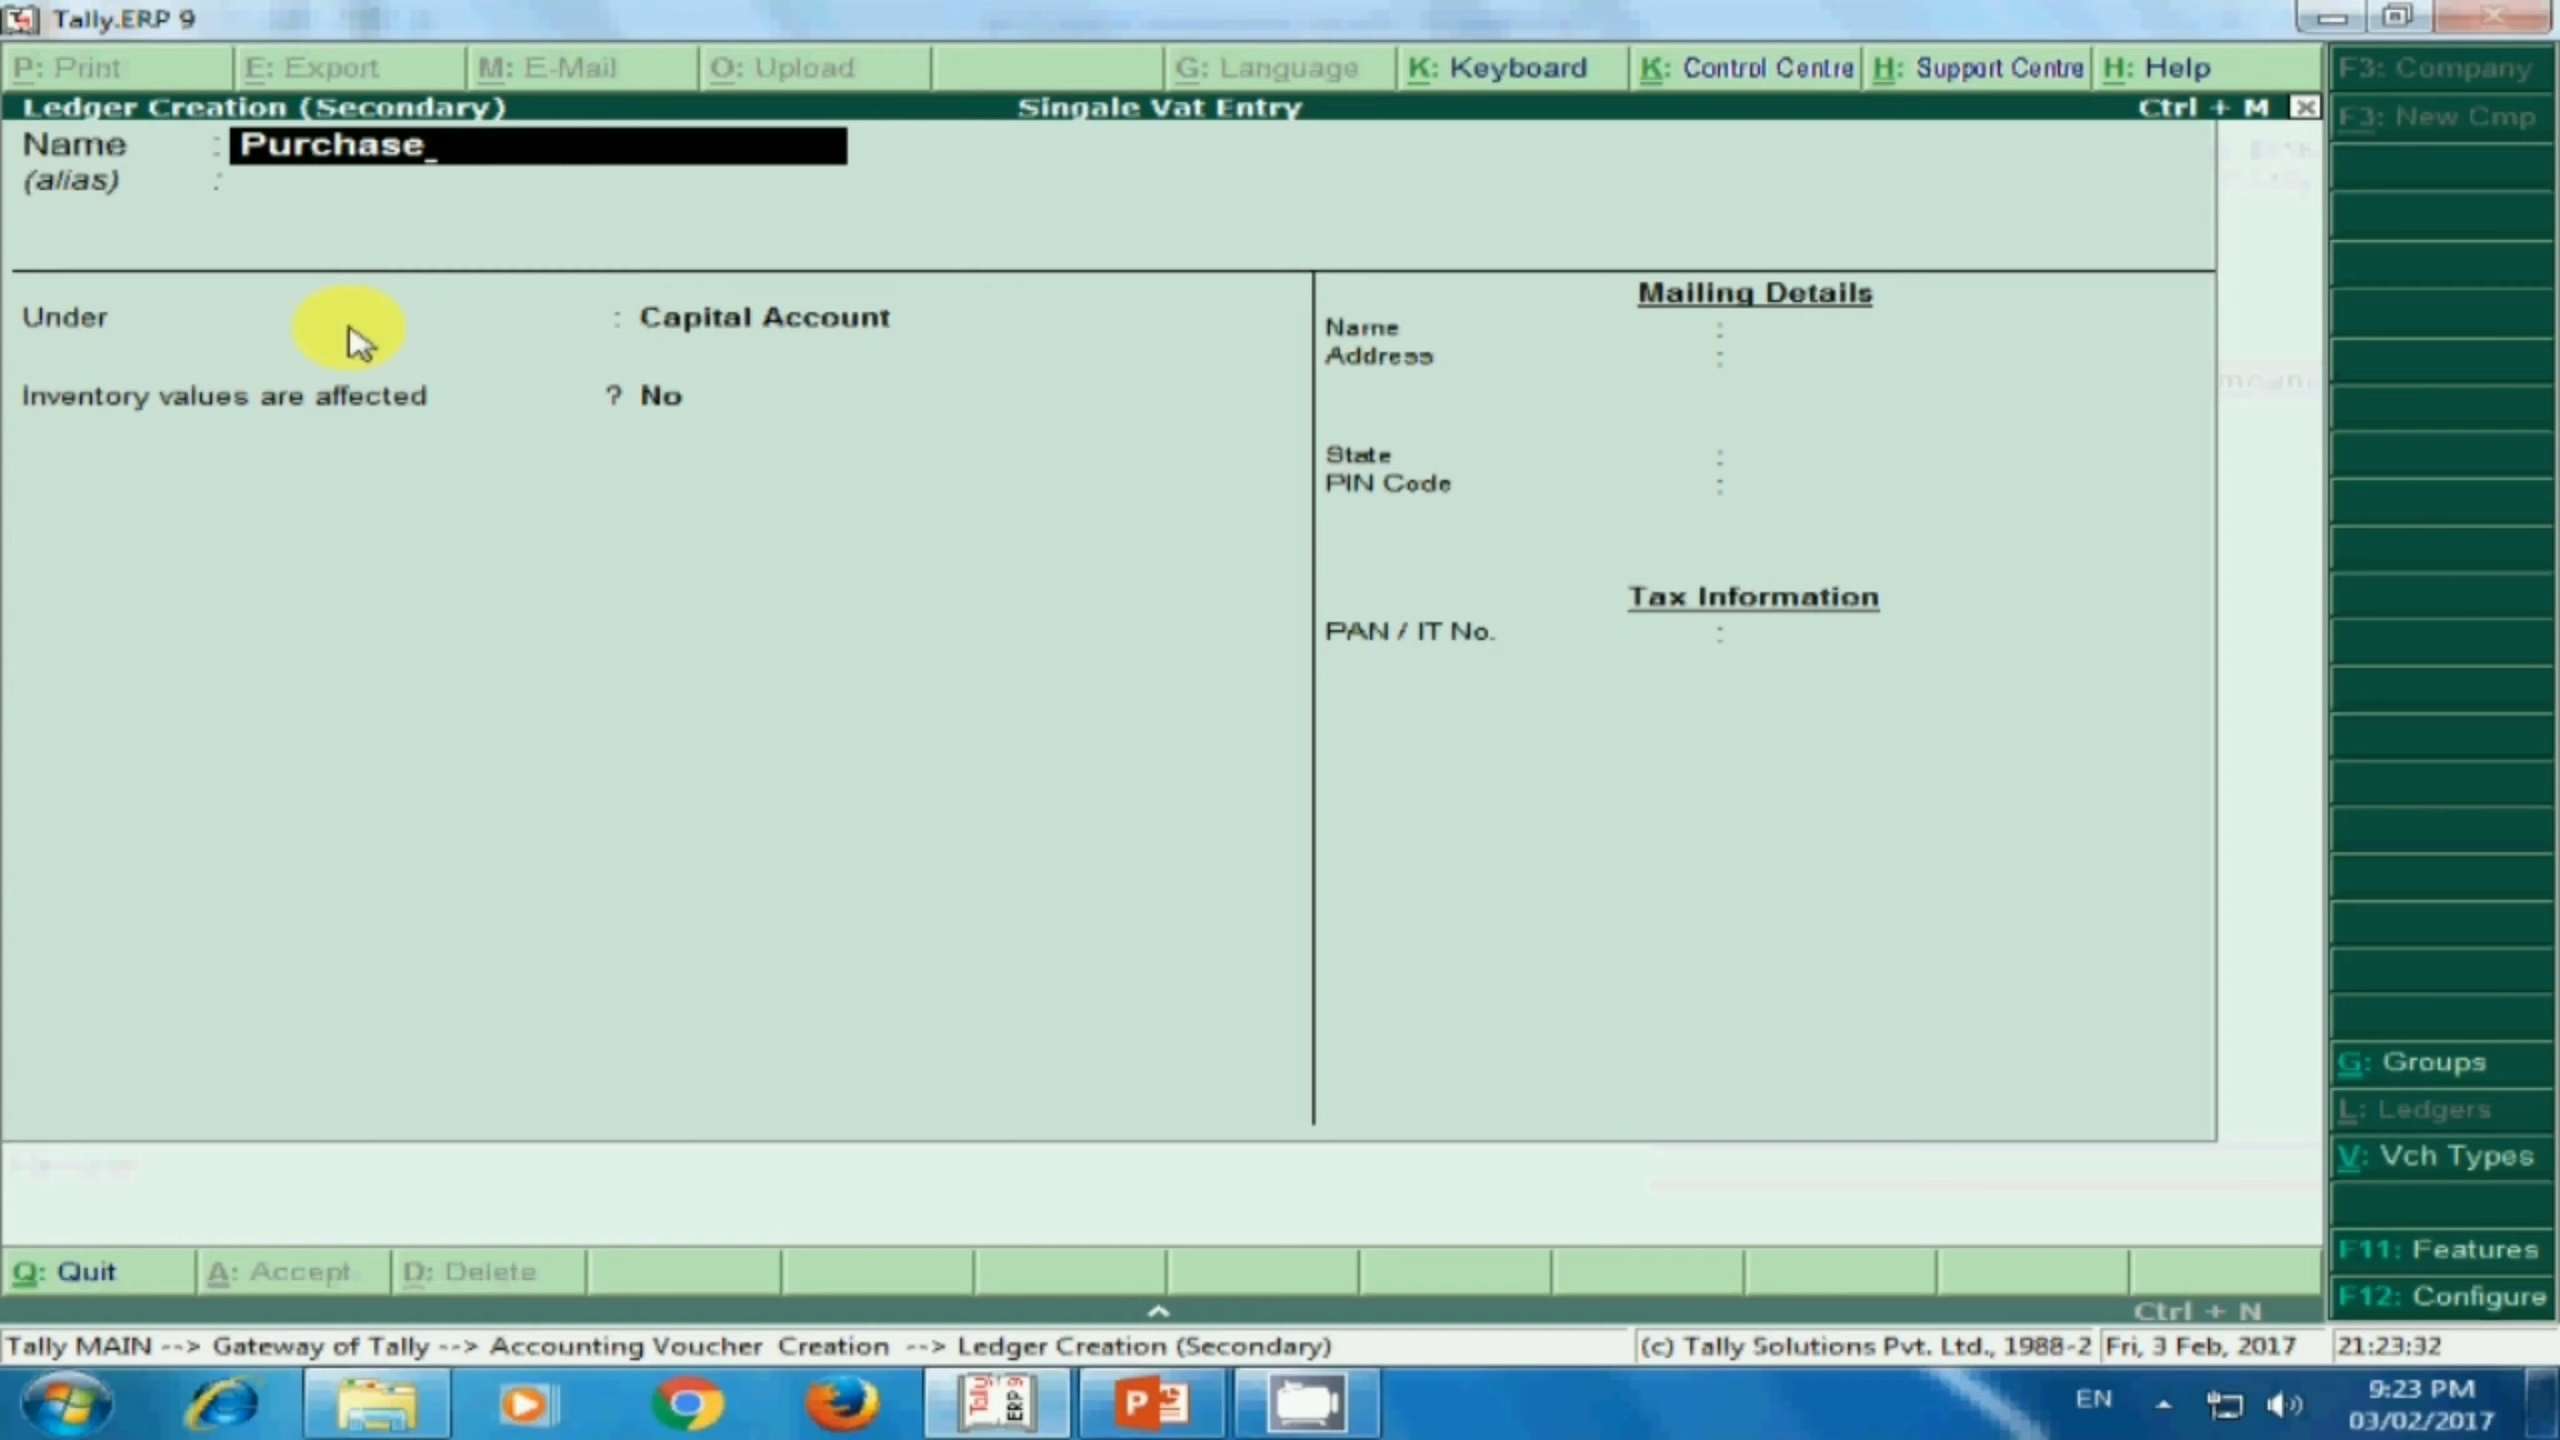 Tally.ERP 9
P: Print E: Export M: E-Mail O: Upload G: Language K: Keyboard K: Control Centre H: Support Centre H: Help F3: Company
Ledger Creation (Secondary) Singale Vat Entry Ctrl + M F3: New Cmp
Name : Purchase_
(alias) :
Under : Capital Account
Inventory values are affected ? No
Mailing Details
Name :
Address :
State :
PIN Code :
Tax Information
PAN / IT No. :
G: Groups
L: Ledgers
V: Vch Types
F11: Features
F12: Configure
Q: Quit A: Accept D: Delete
Ctrl + N
Tally MAIN --> Gateway of Tally --> Accounting Voucher Creation --> Ledger Creation (Secondary) (c) Tally Solutions Pvt. Ltd., 1988-2 Fri, 3 Feb, 2017 21:23:32
Tally ERP 9
P
EN
9:23 PM
03/02/2017